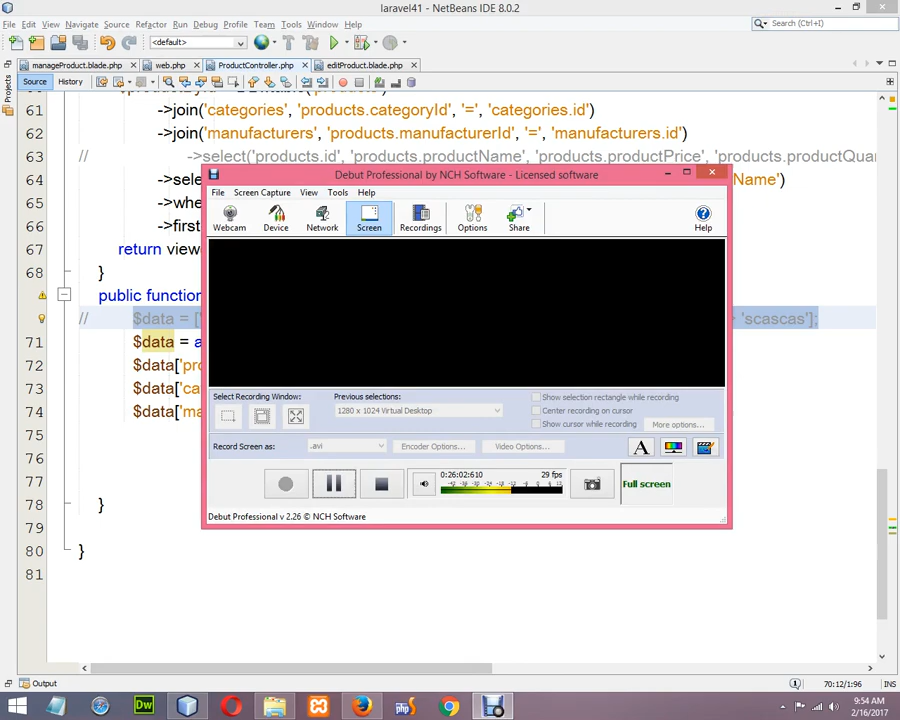 laravel41 - NetBeans IDE 8.0.2
File Edit View Navigate Source Refactor Run Debug Profile Team Tools Window Help
Search (Ctrl+I)
<default>
manageProduct.blade.php web.php ProductController.php editProduct.blade.php
Source History
Projects
61 ->join('categories', 'products.categoryId', '=', 'categories.id')
62 ->join('manufacturers', 'products.manufacturerId', '=', 'manufacturers.id')
63 // ->select('products.id', 'products.productName', 'products.productPrice', 'products.productQuan
64 ->sele Name')
65 ->whe
66 ->first
67 return view
68 }
public function
// $data = [' 'scascas'];
71 $data = a
72 $data['pro
73 $data['ca
74 $data['ma
75
76
77
78 }
79
80 }
81
Debut Professional by NCH Software - Licensed software
File Screen Capture View Tools Help
Webcam Device Network Screen Recordings Options Share Help
Select Recording Window: Previous selections:
1280 x 1024 Virtual Desktop
Show selection rectangle while recording
Center recording on cursor
Show cursor while recording More options...
Record Screen as: .avi Encoder Options... Video Options... A
0:26:02:610 29 fps
Full screen
Debut Professional v 2.26 © NCH Software
Output
70:12/1:96 INS
Dw php
9:54 AM
2/16/2017